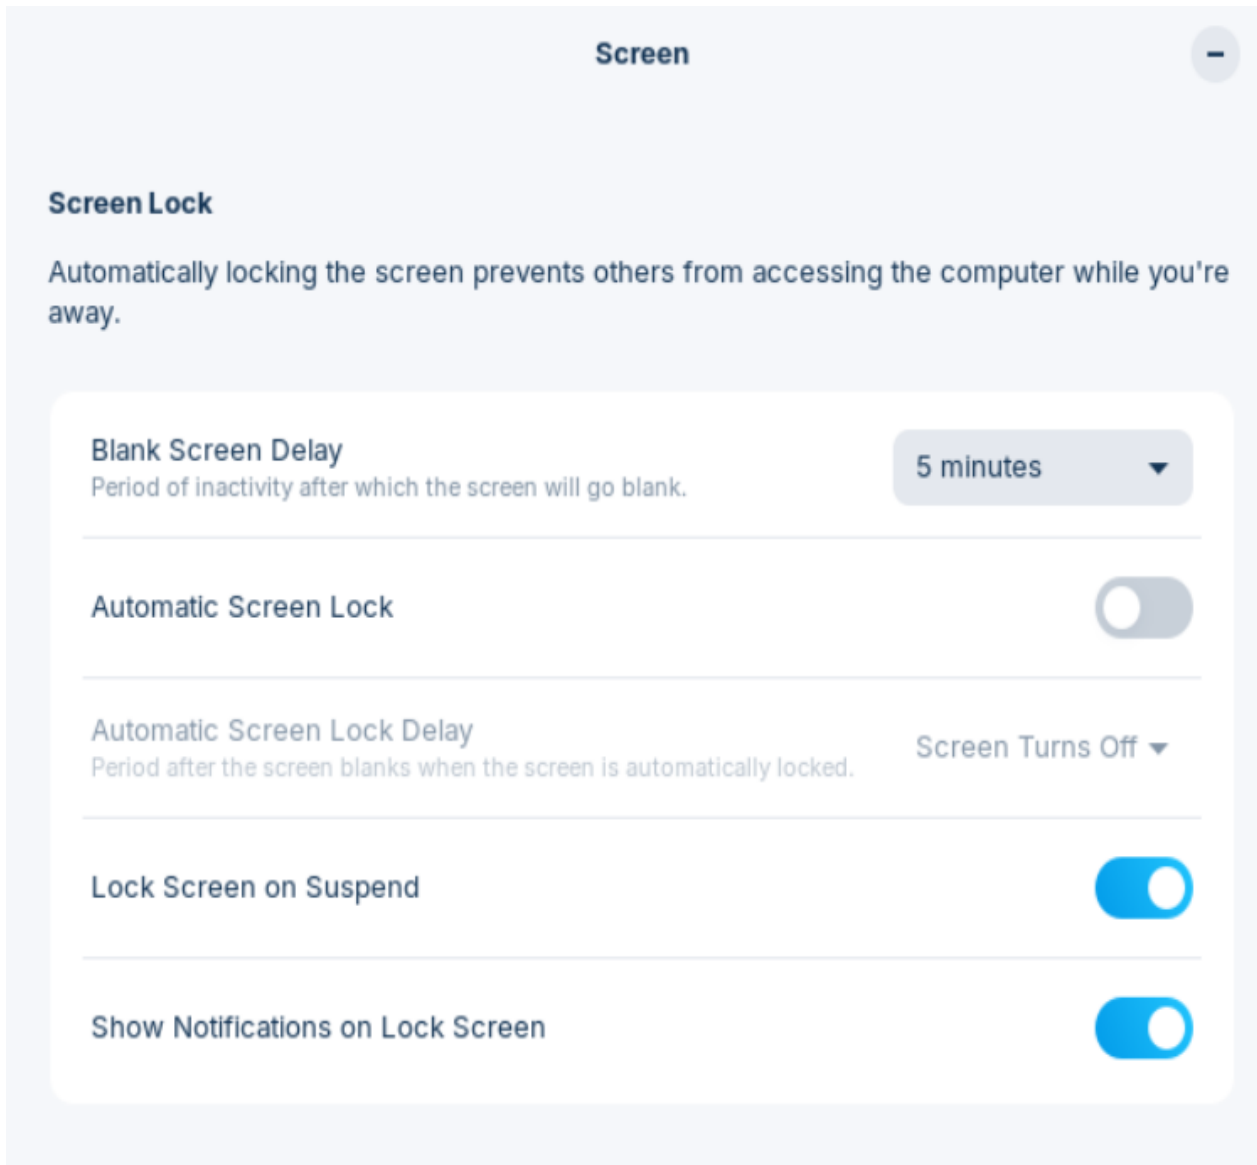 Screen
Screen Lock
Automatically locking the screen prevents others from accessing the computer while you're
away.
Blank Screen Delay
Period of inactivity after which the screen will go blank.
5 minutes
Automatic Screen Lock
Automatic Screen Lock Delay
Period after the screen blanks when the screen is automatically locked.
Screen Turns Off
Lock Screen on Suspend
Show Notifications on Lock Screen